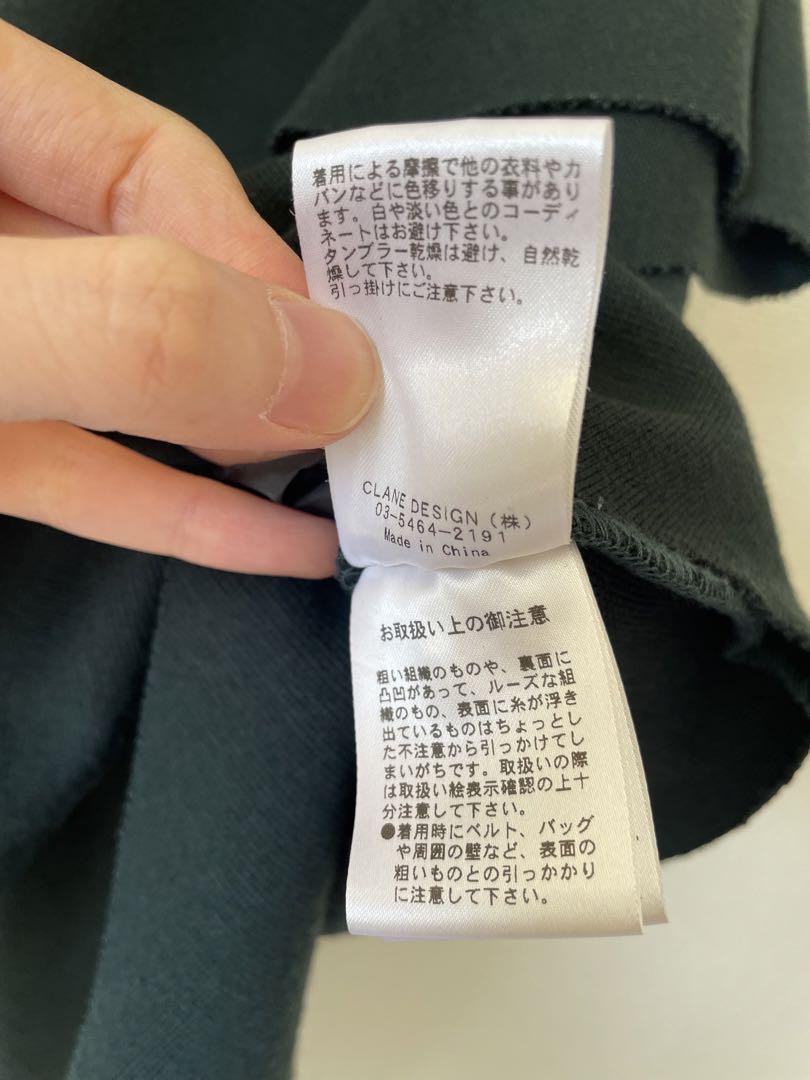 着用による摩擦で他の衣料やカ
バンなどに色移りする事があり
ます。白や淡い色とのコーディ
ネートはお避け下さい。
タンブラー乾燥は避け、自然乾
燥して下さい。
引っ掛けにご注意下さい。
CLANE DESIGN（株）
03-5464-2191
Made in China
お取扱い上の御注意
粗い組織のものや、裏面に
凸凹があって、ルーズな組
織のもの、表面に糸が浮き
出ているものはちょっとし
た不注意から引っかけてし
まいがちです。取扱いの際
は取扱い絵表示確認の上十
分注意して下さい。
●着用時にベルト、バッグ
や周囲の壁など、表面の
粗いものとの引っかかり
に注意して下さい。